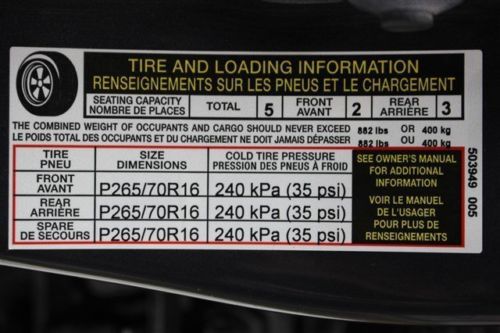 TIRE AND LOADING INFORMATION
RENSEIGNEMENTS SUR LES PNEUS ET LE CHARGEMENT
SEATING CAPACITY
NOMBRE DE PLACES
TOTAL 5
FRONT
AVANT 2
REAR
ARRIÈRE 3
THE COMBINED WEIGHT OF OCCUPANTS AND CARGO SHOULD NEVER EXCEED 882 lbs OR 400 kg
LE POIDS TOTAL DES OCCUPANTS ET DU CHARGEMENT NE DOIT JAMAIS DÉPASSER 882 lbs OU 400 kg
TIRE
PNEU
SIZE
DIMENSIONS
COLD TIRE PRESSURE
PRESSION DES PNEUS À FROID
FRONT
AVANT
P265/70R16 240 kPa (35 psi)
REAR
ARRIÈRE
P265/70R16 240 kPa (35 psi)
SPARE
DE SECOURS
P265/70R16 240 kPa (35 psi)
SEE OWNER'S MANUAL
FOR ADDITIONAL
INFORMATION
VOIR LE MANUEL
DE L'USAGER
POUR PLUS DE
RENSEIGNEMENTS
503949 005